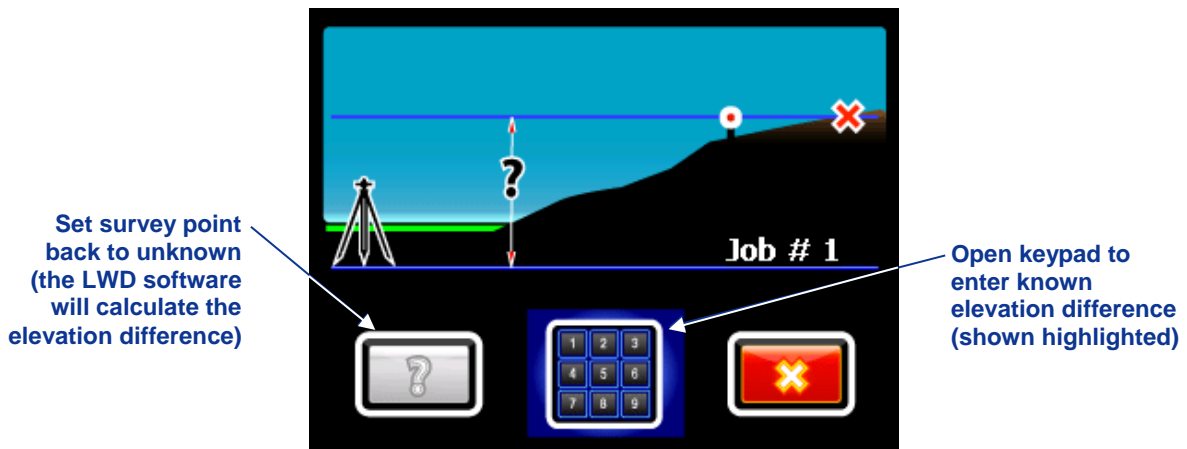 ?
Job # 1
Set survey point
back to unknown
(the LWD software
will calculate the
elevation difference)
Open keypad to
enter known
elevation difference
(shown highlighted)
?
1 2 3
4 5 6
7 8 9